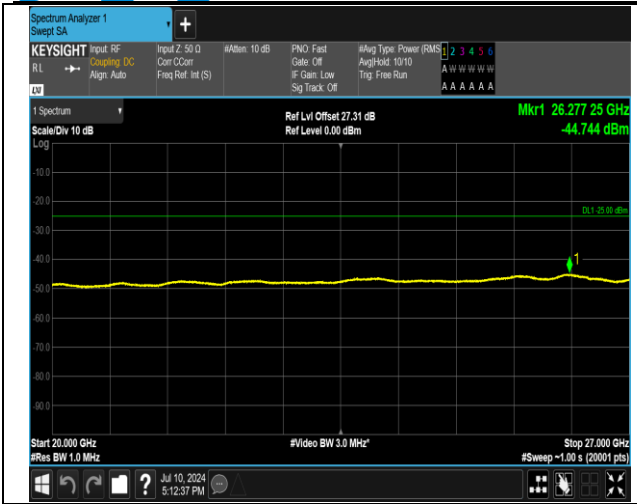 Spectrum Analyzer 1
Swept SA
+
KEYSIGHT
RL
LXI
Input: RF
Coupling: DC
Align: Auto
Input Z: 50 Ω
Corr CCorr
Freq Ref: Int (S)
#Atten: 10 dB
PNO: Fast
Gate: Off
IF Gain: Low
Sig Track: Off
#Avg Type: Power (RMS
Avg|Hold: 10/10
Trig: Free Run
1 2 3 4 5 6
A W W W W W
A A A A A A
1 Spectrum
Scale/Div 10 dB
Log
Ref Lvl Offset 27.31 dB
Ref Level 0.00 dBm
Mkr1 26.277 25 GHz
-44.744 dBm
-10.0
-20.0
DL1 -25.00 dBm
-30.0
-40.0
1
-50.0
-60.0
-70.0
-80.0
-90.0
Start 20.000 GHz
#Res BW 1.0 MHz
#Video BW 3.0 MHz*
Stop 27.000 GHz
#Sweep ~1.00 s (20001 pts)
?
Jul 10, 2024
5:12:37 PM